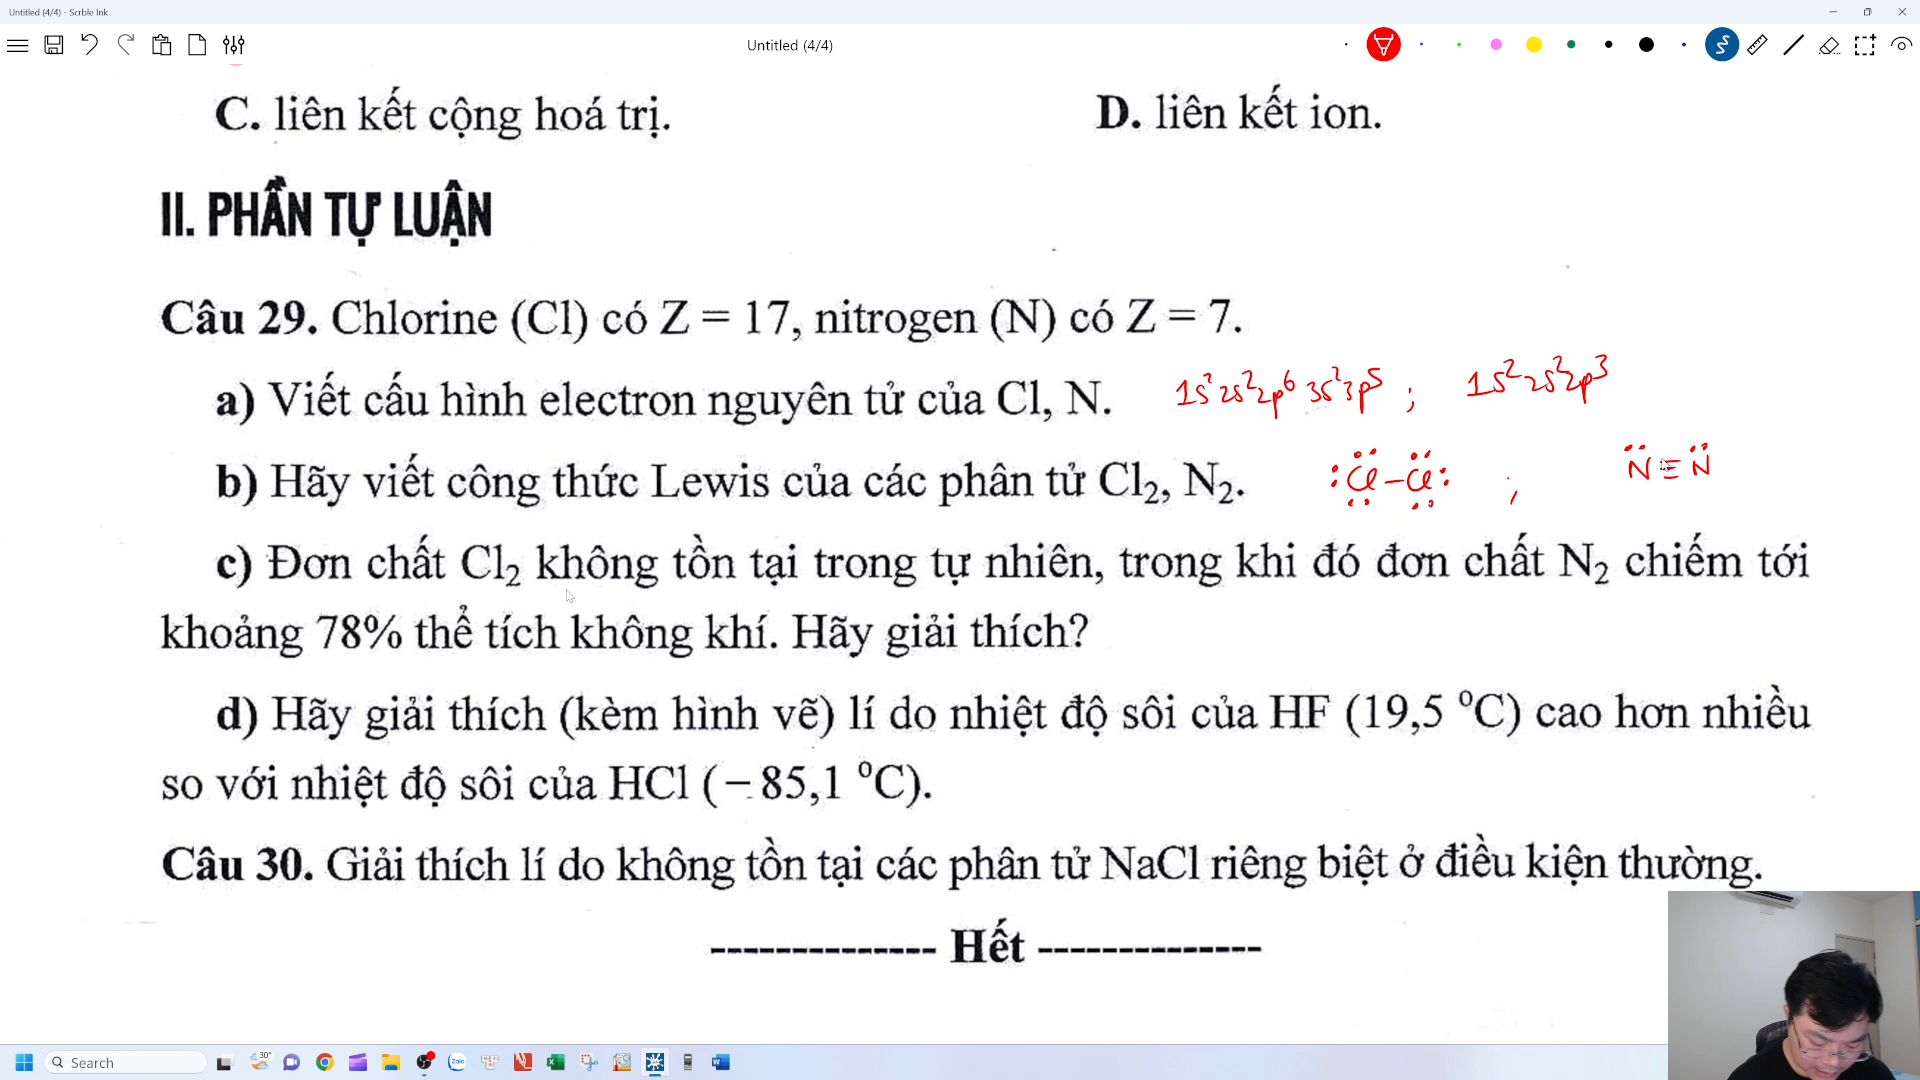 Untitled (4/4) - Scrble Ink
Untitled (4/4)
C. liên kết cộng hoá trị.
D. liên kết ion.
II. PHẦN TỰ LUẬN
Câu 29. Chlorine (Cl) có Z = 17, nitrogen (N) có Z = 7.
a) Viết cấu hình electron nguyên tử của Cl, N. 1s²2s²2p⁶3s²3p⁵ ; 1s²2s²2p³
b) Hãy viết công thức Lewis của các phân tử Cl₂, N₂. :Cl–Cl: ; N≡N
c) Đơn chất Cl₂ không tồn tại trong tự nhiên, trong khi đó đơn chất N₂ chiếm tới
khoảng 78% thể tích không khí. Hãy giải thích?
d) Hãy giải thích (kèm hình vẽ) lí do nhiệt độ sôi của HF (19,5 ⁰C) cao hơn nhiều
so với nhiệt độ sôi của HCl (– 85,1 ⁰C).
Câu 30. Giải thích lí do không tồn tại các phân tử NaCl riêng biệt ở điều kiện thường.
-------------- Hết --------------
Search
30°
Zalo